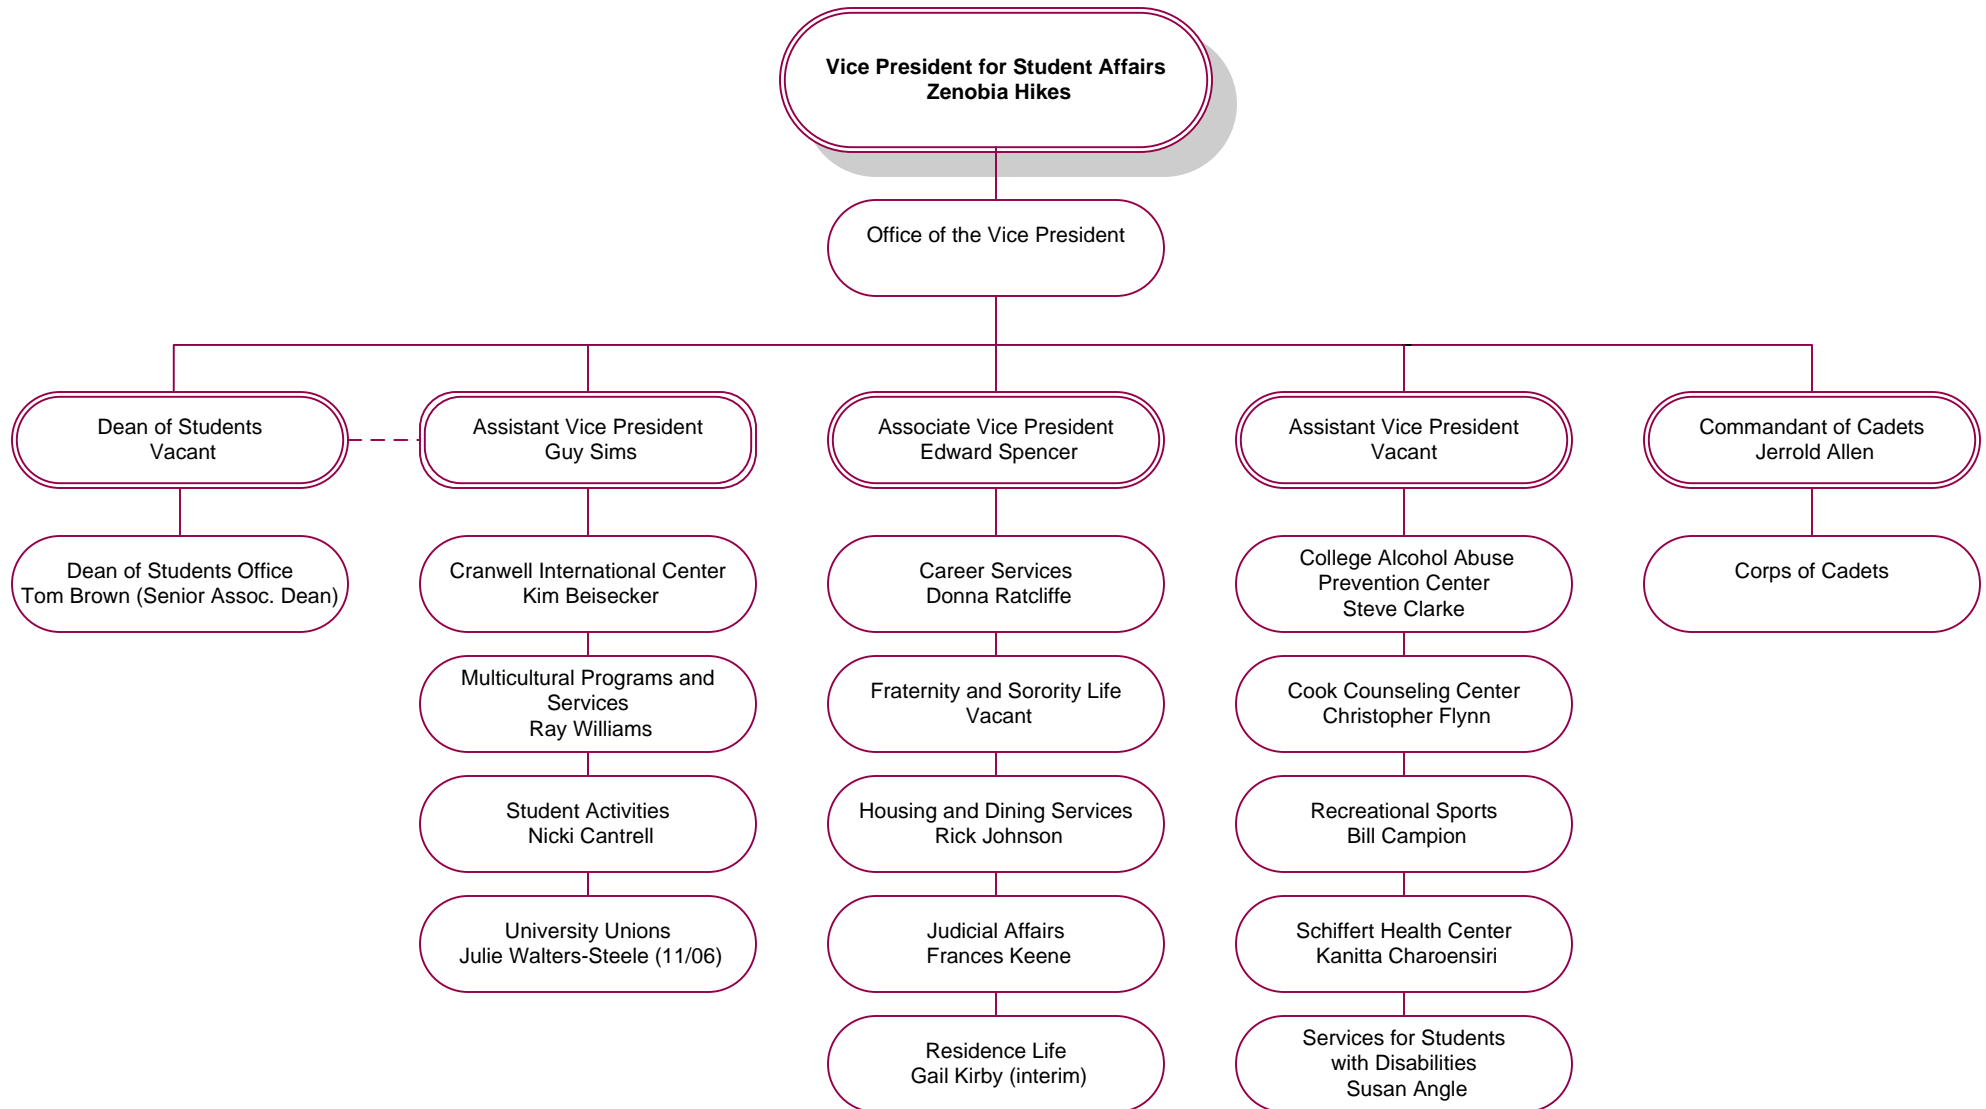 Vice President for Student Affairs
Zenobia Hikes
Office of the Vice President
Dean of Students
Vacant
Assistant Vice President
Guy Sims
Associate Vice President
Edward Spencer
Assistant Vice President
Vacant
Commandant of Cadets
Jerrold Allen
Dean of Students Office
Tom Brown (Senior Assoc. Dean)
Cranwell International Center
Kim Beisecker
Career Services
Donna Ratcliffe
College Alcohol Abuse
Prevention Center
Steve Clarke
Corps of Cadets
Multicultural Programs and
Services
Ray Williams
Fraternity and Sorority Life
Vacant
Cook Counseling Center
Christopher Flynn
Student Activities
Nicki Cantrell
Housing and Dining Services
Rick Johnson
Recreational Sports
Bill Campion
University Unions
Julie Walters-Steele (11/06)
Judicial Affairs
Frances Keene
Schiffert Health Center
Kanitta Charoensiri
Residence Life
Gail Kirby (interim)
Services for Students
with Disabilities
Susan Angle